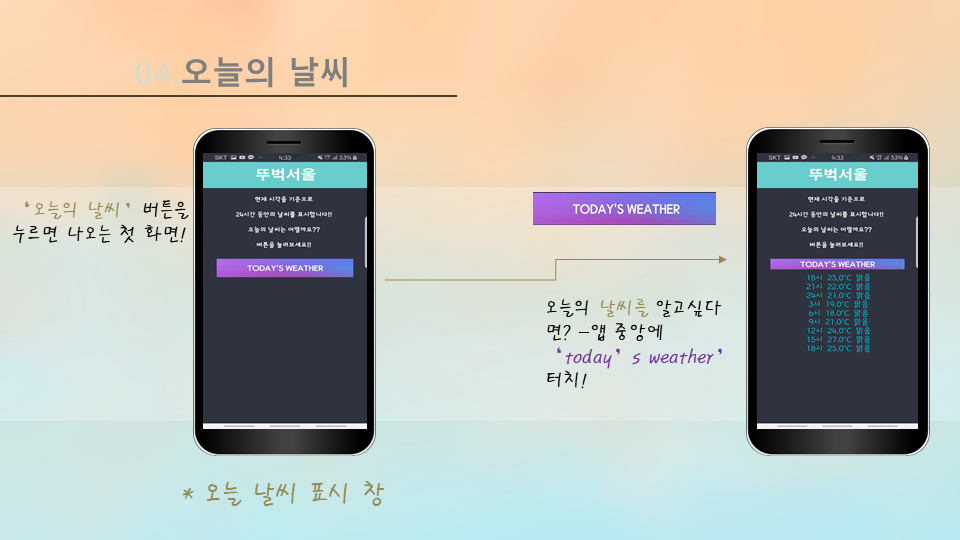 04.오늘의 날씨
‘오늘의 날씨’ 버튼을
누르면 나오는 첫 화면!
SKT 4:33 53%
뚜벅서울
현재 시각을 기준으로
24시간 동안의 날씨를 표시합니다!!
오늘의 날씨는 어떨까요??
버튼을 눌러보세요!!
TODAY'S WEATHER
TODAY'S WEATHER
오늘의 날씨를 알고싶다
면? –앱 중앙에
‘today’s weather’
터치!
SKT 4:33 53%
뚜벅서울
현재 시각을 기준으로
24시간 동안의 날씨를 표시합니다!!
오늘의 날씨는 어떨까요??
버튼을 눌러보세요!!
TODAY'S WEATHER
18시 25.0°C 맑음
21시 22.0°C 맑음
24시 21.0°C 맑음
3시 19.0°C 맑음
6시 18.0°C 맑음
9시 21.0°C 맑음
12시 24.0°C 맑음
15시 27.0°C 맑음
18시 25.0°C 맑음
* 오늘 날씨 표시 창